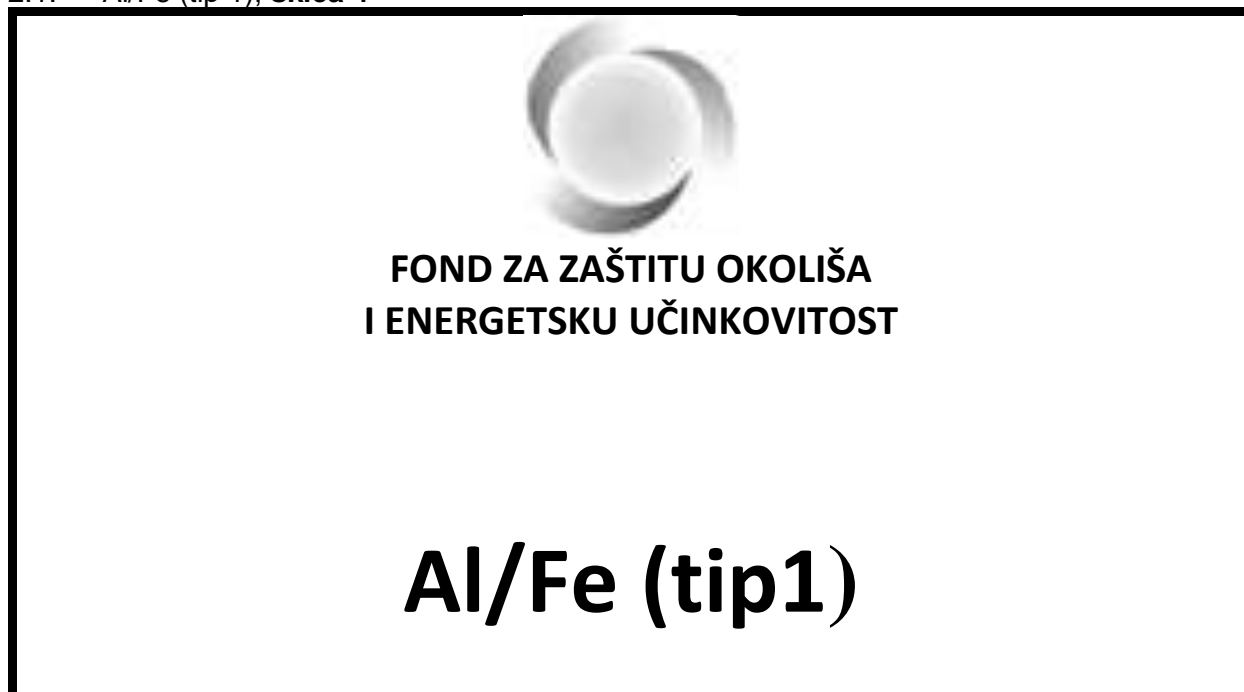 FOND ZA ZAŠTITU OKOLIŠA
I ENERGETSKU UČINKOVITOST
Al/Fe (tip1)